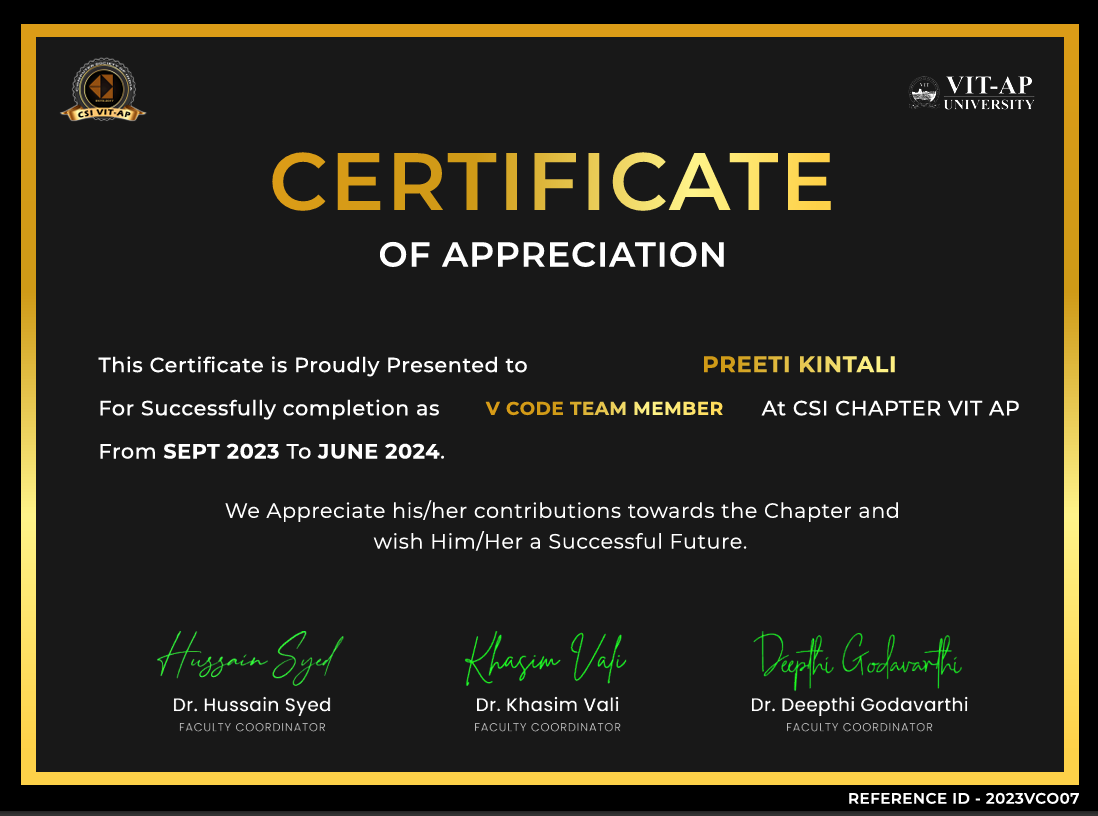 CSI VIT-AP
VIT-AP
UNIVERSITY
CERTIFICATE
OF APPRECIATION
This Certificate is Proudly Presented to PREETI KINTALI
For Successfully completion as V CODE TEAM MEMBER At CSI CHAPTER VIT AP
From SEPT 2023 To JUNE 2024.
We Appreciate his/her contributions towards the Chapter and
wish Him/Her a Successful Future.
Hussain Syed Khasim Vali Deepthi Godavarthi
Dr. Hussain Syed Dr. Khasim Vali Dr. Deepthi Godavarthi
FACULTY COORDINATOR FACULTY COORDINATOR FACULTY COORDINATOR
REFERENCE ID - 2023VCO07